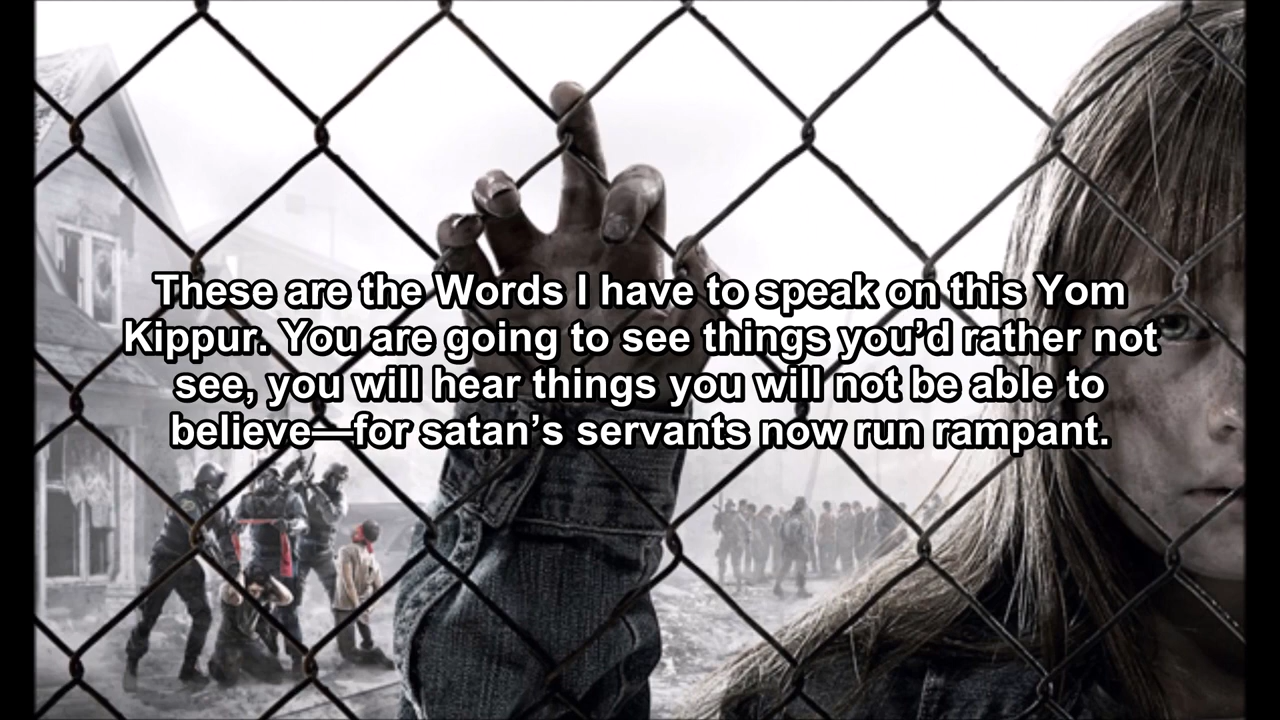 These are the Words I have to speak on this Yom
Kippur. You are going to see things you’d rather not
see, you will hear things you will not be able to
believe—for satan’s servants now run rampant.